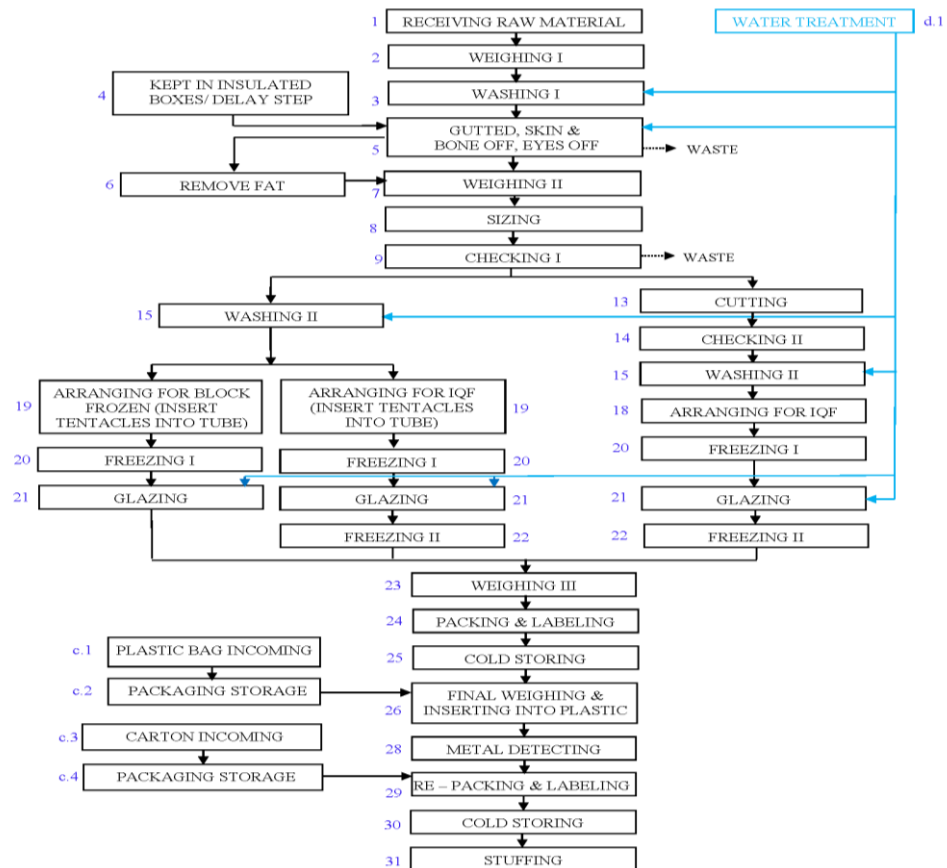 1 RECEIVING RAW MATERIAL
WATER TREATMENT d.1
2 WEIGHING I
4 KEPT IN INSULATED
BOXES/ DELAY STEP
3 WASHING I
5 GUTTED, SKIN &
BONE OFF, EYES OFF
WASTE
6 REMOVE FAT
7 WEIGHING II
8 SIZING
9 CHECKING I
WASTE
15 WASHING II
13 CUTTING
14 CHECKING II
15 WASHING II
19 ARRANGING FOR BLOCK
FROZEN (INSERT
TENTACLES INTO TUBE)
ARRANGING FOR IQF
(INSERT TENTACLES
INTO TUBE) 19
18 ARRANGING FOR IQF
20 FREEZING I
FREEZING I 20
20 FREEZING I
21 GLAZING
GLAZING 21
21 GLAZING
FREEZING II 22
22 FREEZING II
23 WEIGHING III
24 PACKING & LABELING
c.1 PLASTIC BAG INCOMING
25 COLD STORING
c.2 PACKAGING STORAGE
26 FINAL WEIGHING &
INSERTING INTO PLASTIC
c.3 CARTON INCOMING
28 METAL DETECTING
c.4 PACKAGING STORAGE
29 RE – PACKING & LABELING
30 COLD STORING
31 STUFFING